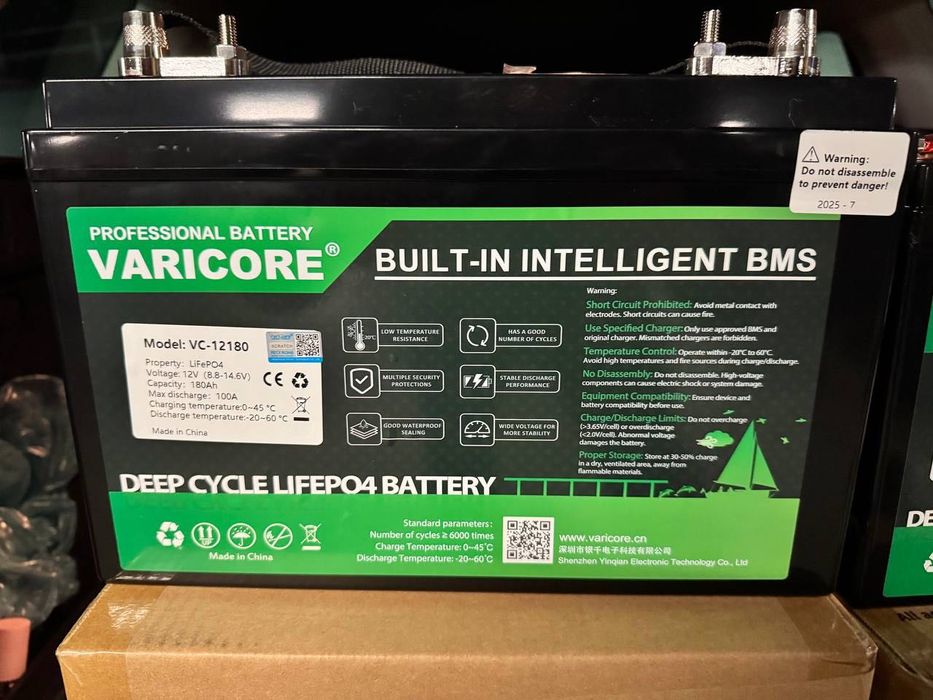 Warning:
Do not disassemble
to prevent danger!
2025 - 7
PROFESSIONAL BATTERY
VARICORE®
BUILT-IN INTELLIGENT BMS
Model: VC-12180
Property: LiFePO4
Voltage: 12V (8.8-14.6V)
Capacity: 180Ah
Max discharge: 100A
Charging temperature:0~45 °C
Discharge temperature:-20~60 °C
Made in China
SCRATCH
CE
-20°C
LOW TEMPERATURE
RESISTANCE
HAS A GOOD
NUMBER OF CYCLES
MULTIPLE SECURITY
PROTECTIONS
STABLE DISCHARGE
PERFORMANCE
GOOD WATERPROOF
SEALING
WIDE VOLTAGE FOR
MORE STABILITY
Warning:
Short Circuit Prohibited: Avoid metal contact with
electrodes. Short circuits can cause fire.
Use Specified Charger: Only use approved BMS and
original charger. Mismatched chargers are forbidden.
Temperature Control: Operate within -20°C to 60°C.
Avoid high temperatures and fire sources during charge/discharge.
No Disassembly: Do not disassemble. High-voltage
components can cause electric shock or system damage.
Equipment Compatibility: Ensure device and
battery compatibility before use.
Charge/Discharge Limits: Do not overcharge
(>3.65V/cell) or overdischarge
(<2.0V/cell). Abnormal voltage
damages the battery.
Proper Storage: Store at 30-50% charge
in a dry, ventilated area, away from
flammable materials.
DEEP CYCLE LIFEPO4 BATTERY
UP
Made in China
Standard parameters:
Number of cycles ≥ 6000 times
Charge Temperature: 0~45°C
Discharge Temperature: -20~60°C
www.varicore.cn
深圳市银千电子科技有限公司
Shenzhen Yinqian Electronic Technology Co., Ltd
DE